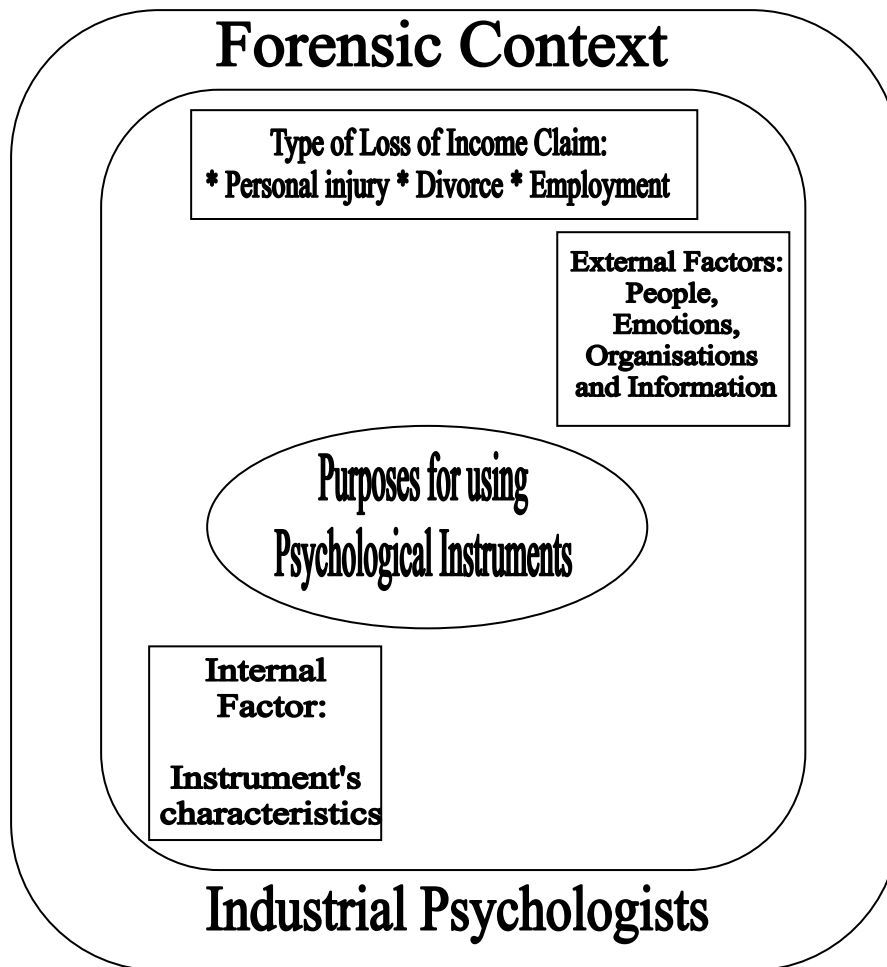 Forensic Context
Type of Loss of Income Claim:
* Personal injury * Divorce * Employment
External Factors:
People,
Emotions,
Organisations
and Information
Purposes for using
Psychological Instruments
Internal
Factor:
Instrument's
characteristics
Industrial Psychologists